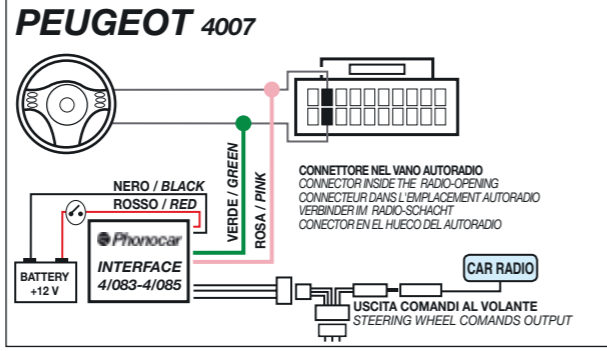 PEUGEOT 4007
NERO / BLACK
ROSSO / RED
VERDE / GREEN
ROSA / PINK
CONNETTORE NEL VANO AUTORADIO
CONNECTOR INSIDE THE RADIO-OPENING
CONNECTEUR DANS L'EMPLACEMENT AUTORADIO
VERBINDER IM RADIO-SCHACHT
CONECTOR EN EL HUECO DEL AUTORADIO
Phonocar
INTERFACE
4/083-4/085
BATTERY
+12 V
CAR RADIO
USCITA COMANDI AL VOLANTE
STEERING WHEEL COMANDS OUTPUT